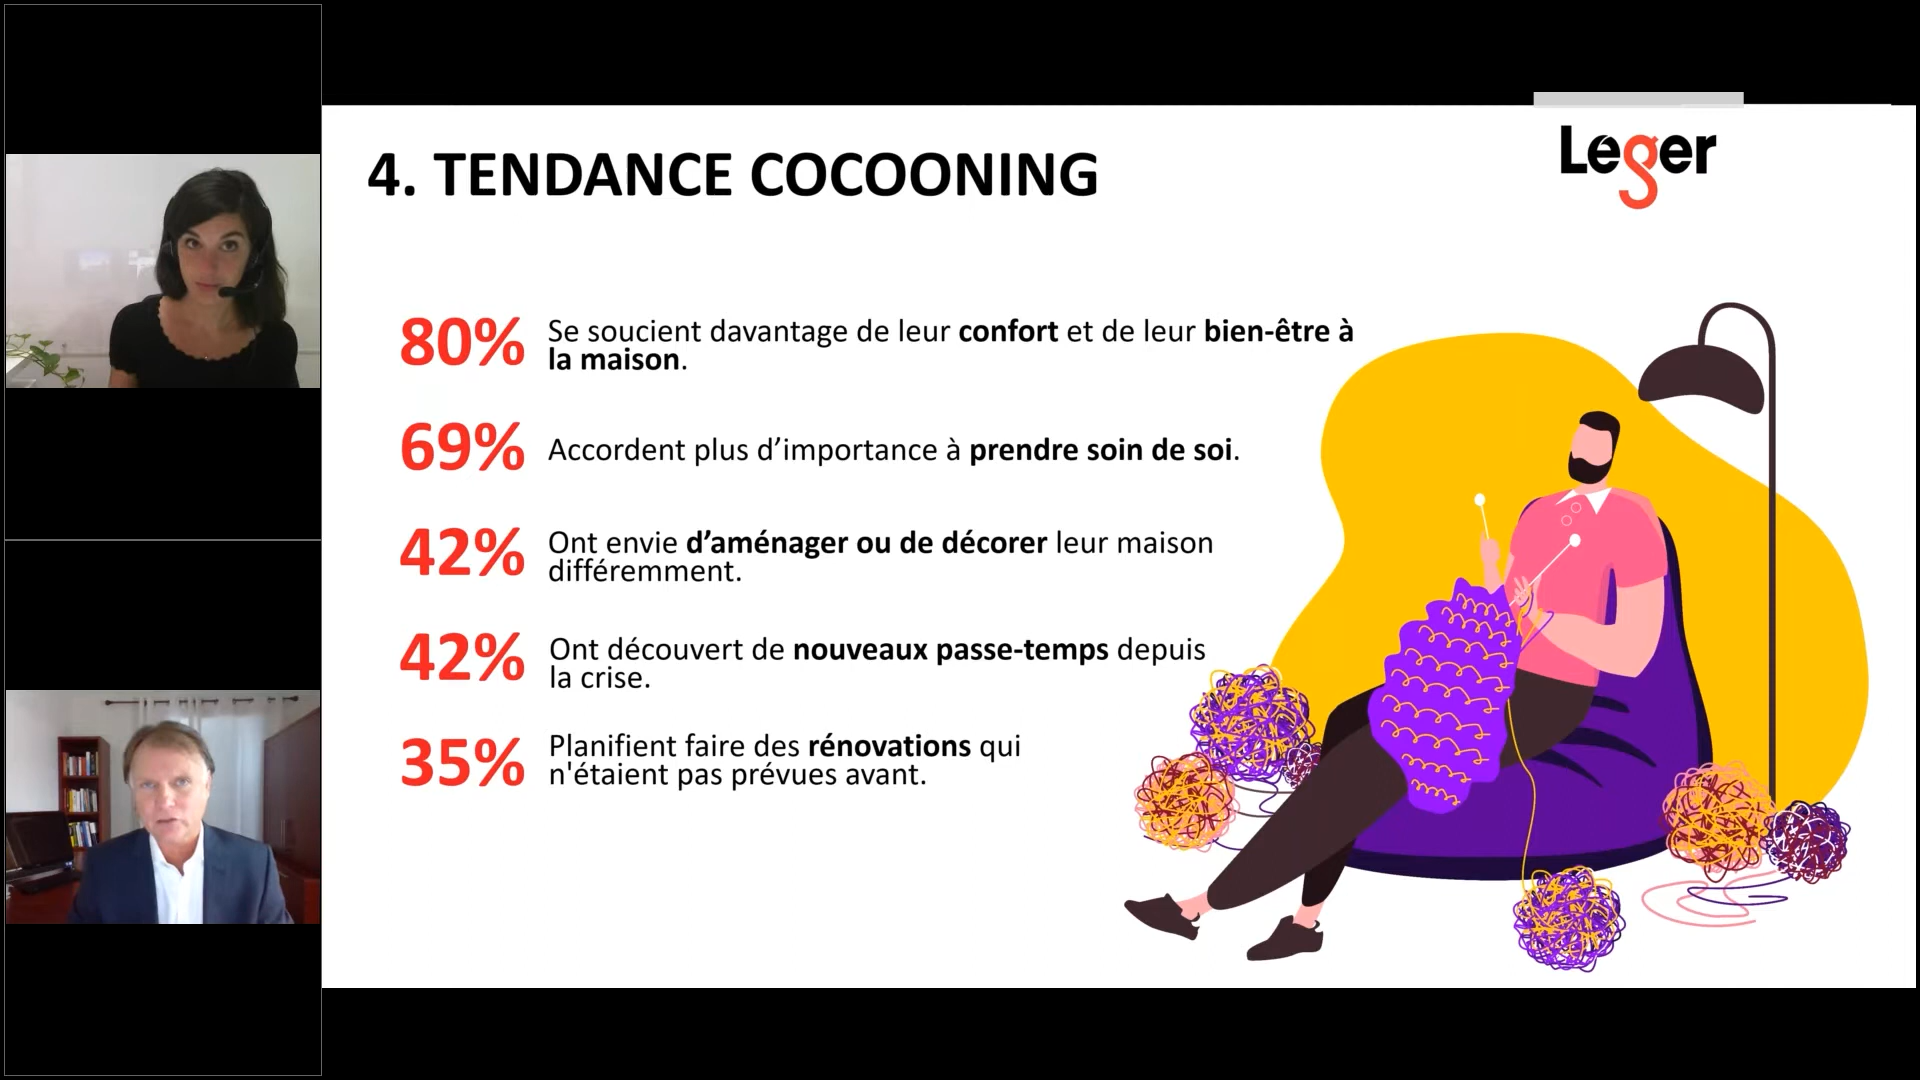 4. TENDANCE COCOONING
Léger
80% Se soucient davantage de leur confort et de leur bien-être à
la maison.
69% Accordent plus d’importance à prendre soin de soi.
42% Ont envie d’aménager ou de décorer leur maison
différemment.
42% Ont découvert de nouveaux passe-temps depuis
la crise.
35% Planifient faire des rénovations qui
n'étaient pas prévues avant.